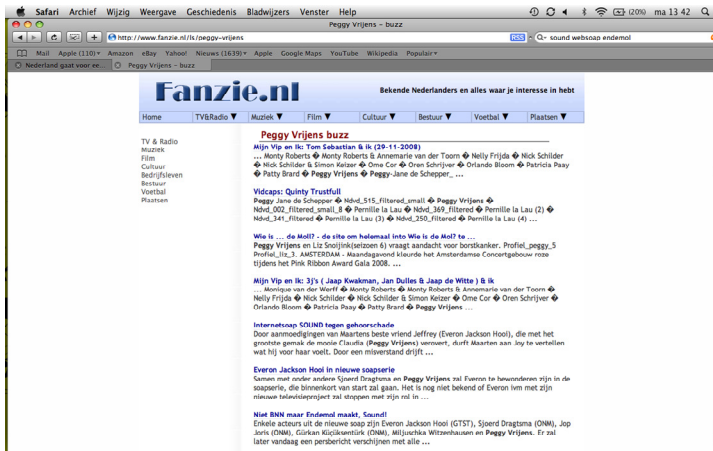 Safari Archief Wijzig Weergave Geschiedenis Bladwijzers Venster Help (20%) ma 13 42
Peggy Vrijens – buzz
http://www.fanzie.nl/ls/peggy-vrijens RSS sound websoap endemol
Mail Apple (110) Amazon eBay Yahoo! Nieuws (1639) Apple Google Maps YouTube Wikipedia Populair
Nederland gaat voor ee... Peggy Vrijens – buzz
Fanzie.nl Bekende Nederlanders en alles waar je interesse in hebt
Home TV&Radio ▼ Muziek ▼ Film ▼ Cultuur ▼ Bestuur ▼ Voetbal ▼ Plaatsen ▼
TV & Radio
Muziek
Film
Cultuur
Bedrijfsleven
Bestuur
Voetbal
Plaatsen
Peggy Vrijens buzz
Mijn Vip en Ik: Tom Sebastian & ik (29-11-2008)
... Monty Roberts � Monty Roberts & Annemarie van der Toorn � Nelly Frijda � Nick Schilder
� Nick Schilder & Simon Keizer � Ome Cor � Oren Schrijver � Orlando Bloom � Patricia Paay
� Patty Brard � Peggy Vrijens � Peggy-Jane de Schepper_ ...
Vidcaps: Quinty Trustfull
Peggy Jane de Schepper � Ndvd_515_filtered_small � Peggy Vrijens �
Ndvd_002_filtered_small_8 � Pernille la Lau � Ndvd_369_filtered � Pernille la Lau (2) �
Ndvd_341_filtered � Pernille la Lau (3) � Ndvd_250_filtered � Pernille la Lau (4) ...
Wie is ... de Mol? - de site om helemaal into Wie is de Mol? te ...
Peggy Vrijens en Liz Snoijink(seizoen 6) vraagt aandacht voor borstkanker. Profiel_peggy_5
Profiel_liz_3. AMSTERDAM - Maandagavond kleurde het Amsterdamse Concertgebouw roze
tijdens het Pink Ribbon Award Gala 2008. ...
Mijn Vip en Ik: 3j's ( Jaap Kwakman, Jan Dulles & Jaap de Witte ) & ik
... Monique van der Werff � Monty Roberts � Monty Roberts & Annemarie van der Toorn �
Nelly Frijda � Nick Schilder � Nick Schilder & Simon Keizer � Ome Cor � Oren Schrijver �
Orlando Bloom � Patricia Paay � Patty Brard � Peggy Vrijens ...
Internetsoap SOUND tegen gehoorschade
Door aanmoedigingen van Maartens beste vriend Jeffrey (Everon Jackson Hooi), die met het
grootste gemak de mooie Claudia (Peggy Vrijens) verovert, durft Maarten aan Joy te vertellen
wat hij voor haar voelt. Door een misverstand drijft ...
Everon Jackson Hooi in nieuwe soapserie
Samen met onder andere Sjoerd Dragtsma en Peggy Vrijens zal Everon te bewonderen zijn in de
soapserie, die binnenkort van start zal gaan. Het is nog niet bekend of Everon ivm met zijn
nieuwe televisieproject zal stoppen met zijn rol in ...
Niet BNN maar Endemol maakt, Sound!
Enkele acteurs uit de nieuwe soap zijn Everon Jackson Hooi (GTST), Sjoerd Dragtsma (ONM), Jop
Joris (ONM), Gürkan Küçüksentürk (ONM), Miljuschka Witzenhausen en Peggy Vrijens. Er zal
later vandaag een persbericht verschijnen met alle ...